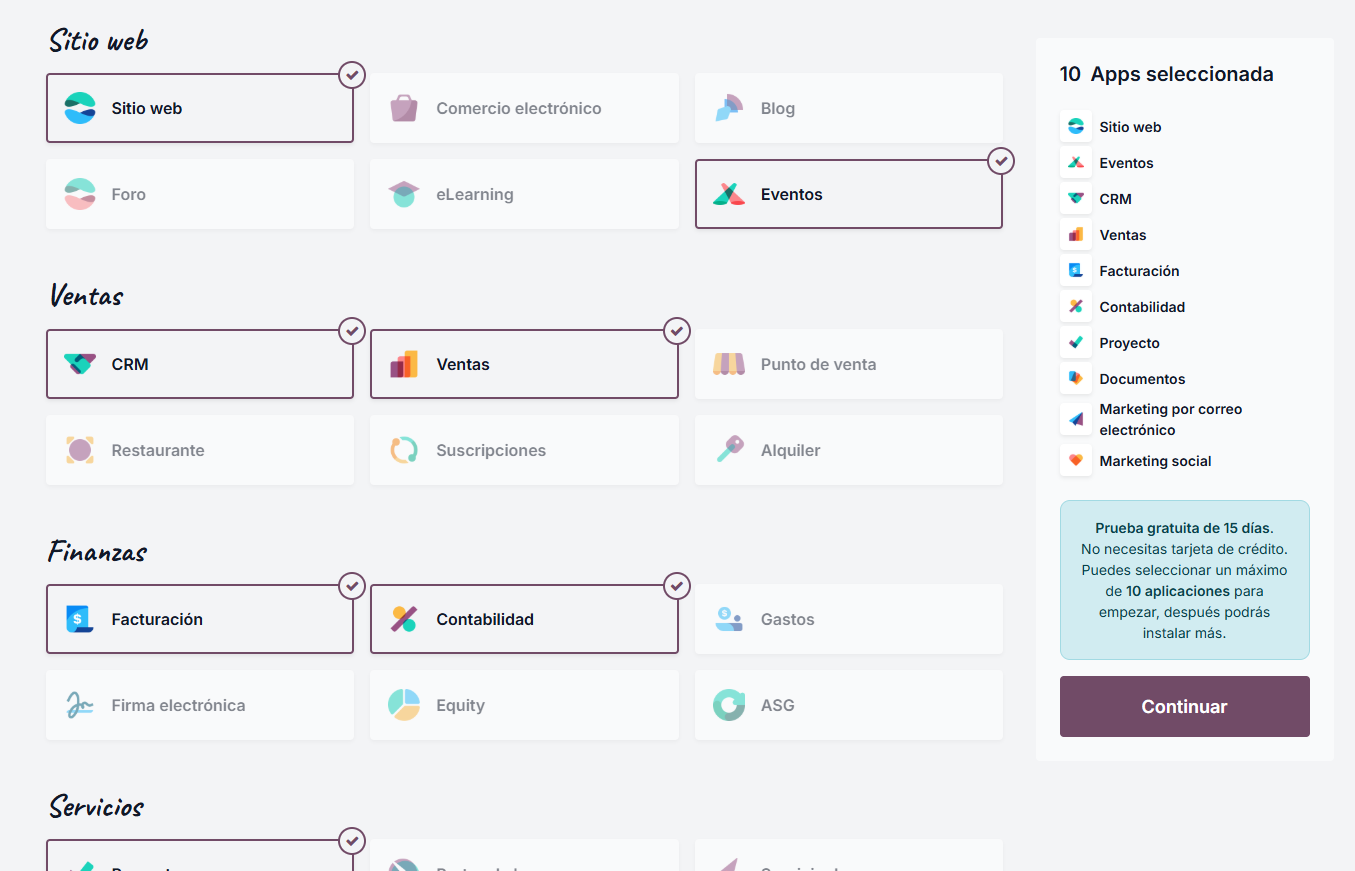 Sitio web
Sitio web
Comercio electrónico
Blog
Foro
eLearning
Eventos
Ventas
CRM
Ventas
Punto de venta
Restaurante
Suscripciones
Alquiler
Finanzas
Facturación
Contabilidad
Gastos
Firma electrónica
Equity
ASG
Servicios
10 Apps seleccionada
Sitio web
Eventos
CRM
Ventas
Facturación
Contabilidad
Proyecto
Documentos
Marketing por correo
electrónico
Marketing social
Prueba gratuita de 15 días.
No necesitas tarjeta de crédito.
Puedes seleccionar un máximo
de 10 aplicaciones para
empezar, después podrás
instalar más.
Continuar